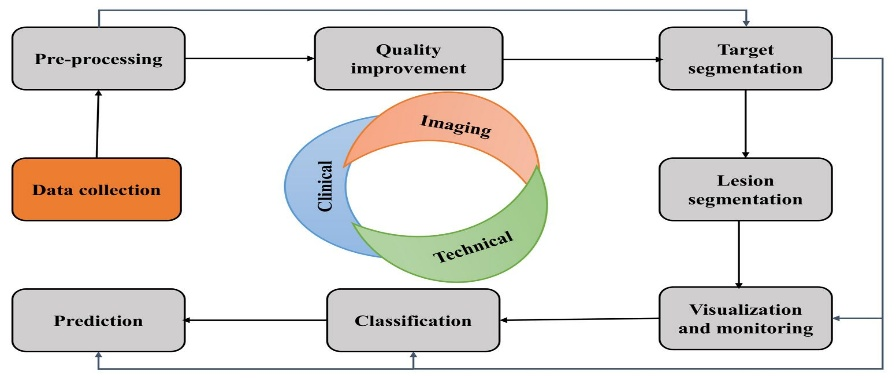 Pre-processing
Quality
improvement
Target
segmentation
Imaging
Clinical
Technical
Data collection
Lesion
segmentation
Prediction
Classification
Visualization
and monitoring